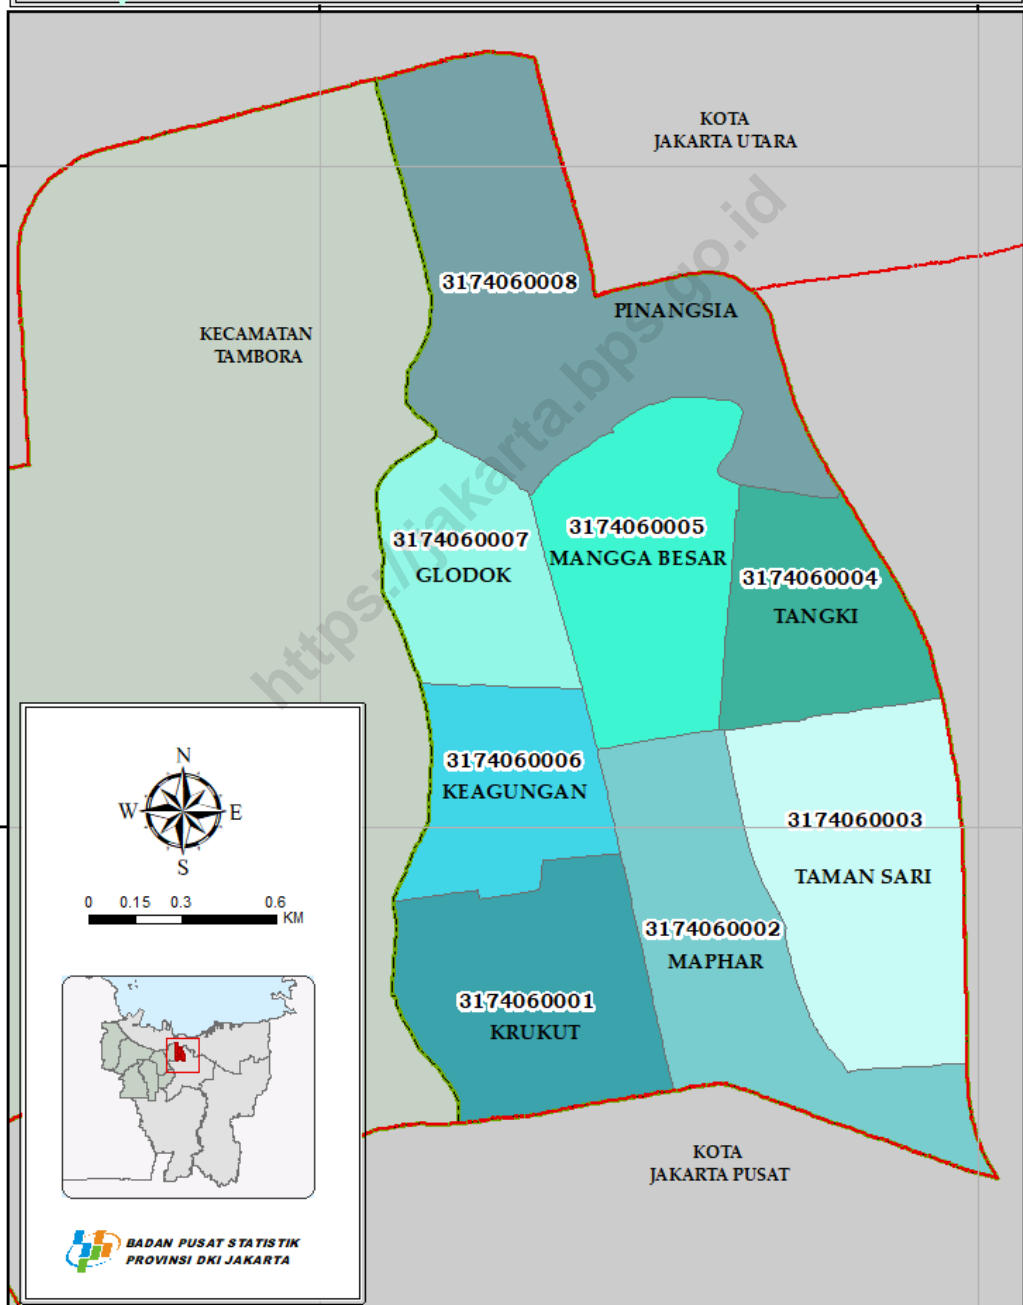 KOTA
JAKARTA UTARA
3174060008
PINANGSIA
KECAMATAN
TAMBORA
3174060007
GLODOK
3174060005
MANGGA BESAR
3174060004
TANGKI
3174060006
KEAGUNGAN
3174060003
TAMAN SARI
3174060002
MAPHAR
3174060001
KRUKUT
KOTA
JAKARTA PUSAT
https://jakarta.bps.go.id
N
W E
S
0 0.15 0.3 0.6
KM
BADAN PUSAT STATISTIK
PROVINSI DKI JAKARTA